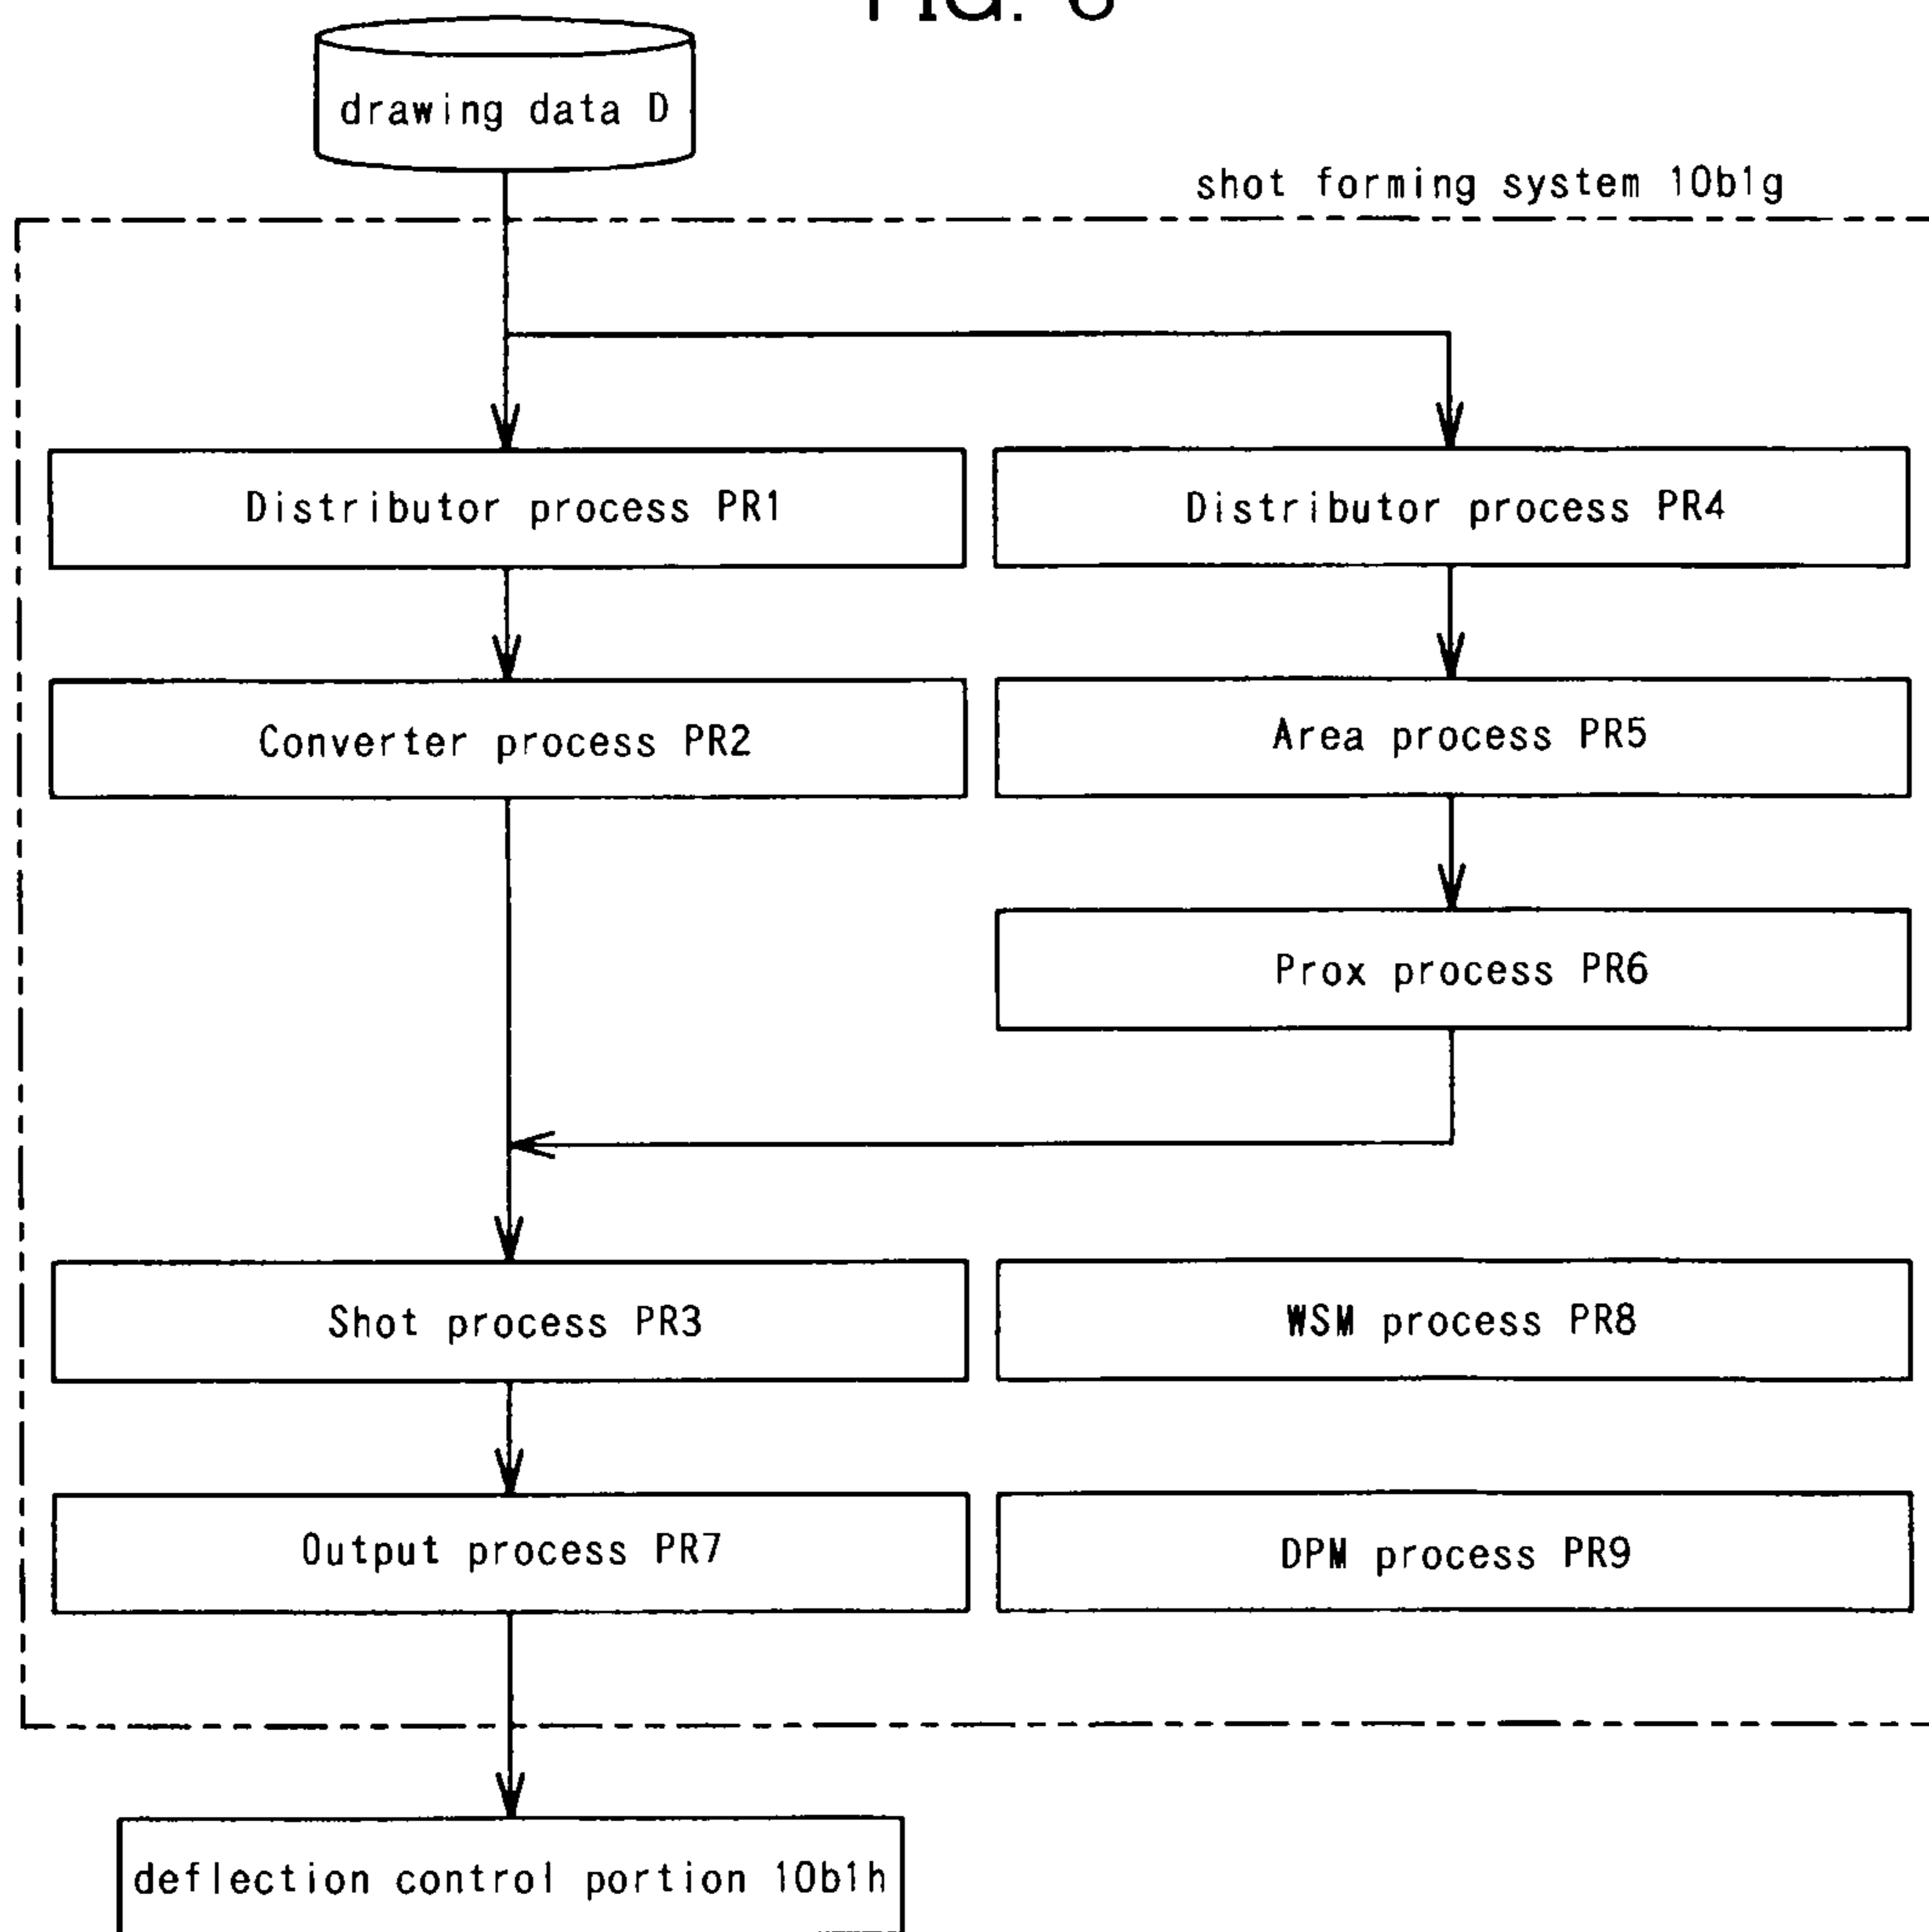 FIG.
drawing data D
shot forming system 10b1g
Distributor process PR1
Distributor process PR4
Converter process PR2
Area process PR5
Prox process PR6
Shot process PR3
WSM process PR8
Output process PR7
DPM process PR9
deflection control portion 10b1h